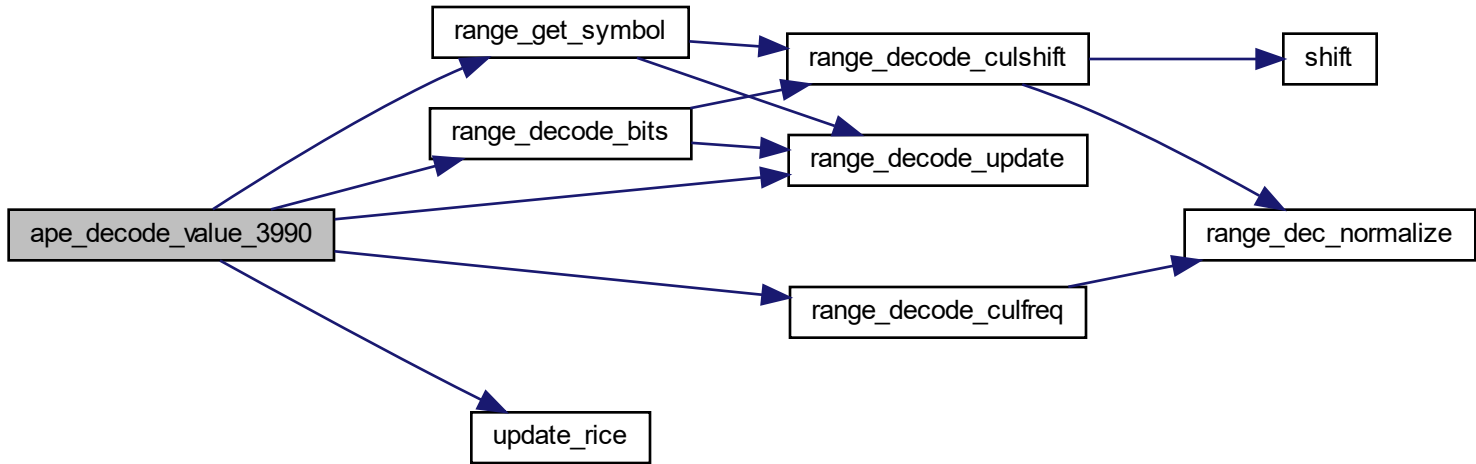 range_get_symbol
range_decode_culshift
shift
range_decode_bits
range_decode_update
ape_decode_value_3990
range_dec_normalize
range_decode_culfreq
update_rice